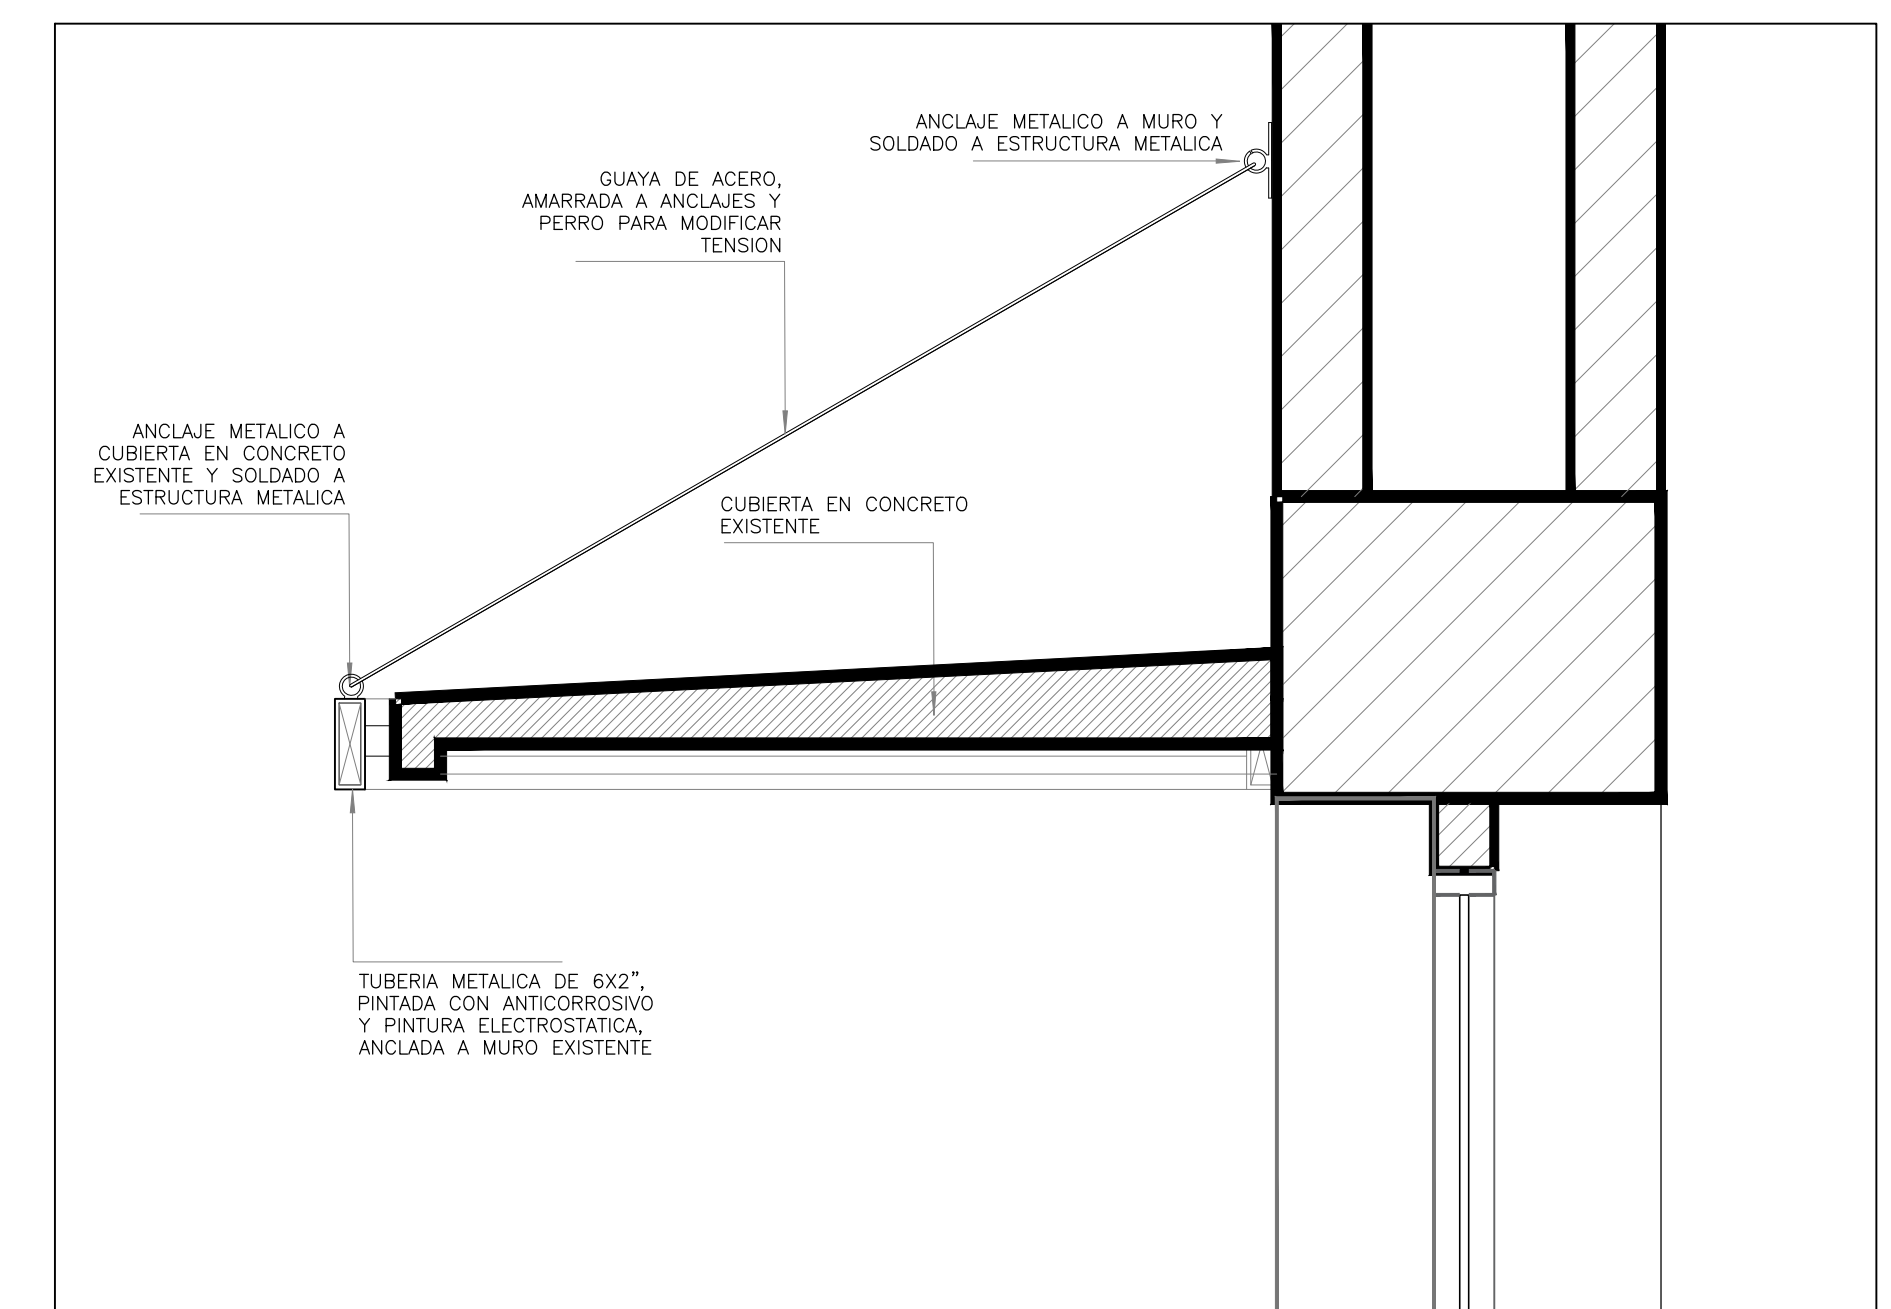 ANCLAJE METALICO A MURO Y
SOLDADO A ESTRUCTURA METALICA
GUAYA DE ACERO,
AMARRADA A ANCLAJES Y
PERRO PARA MODIFICAR
TENSION
ANCLAJE METALICO A
CUBIERTA EN CONCRETO
EXISTENTE Y SOLDADO A
ESTRUCTURA METALICA
CUBIERTA EN CONCRETO
EXISTENTE
TUBERIA METALICA DE 6X2",
PINTADA CON ANTICORROSIVO
Y PINTURA ELECTROSTATICA,
ANCLADA A MURO EXISTENTE